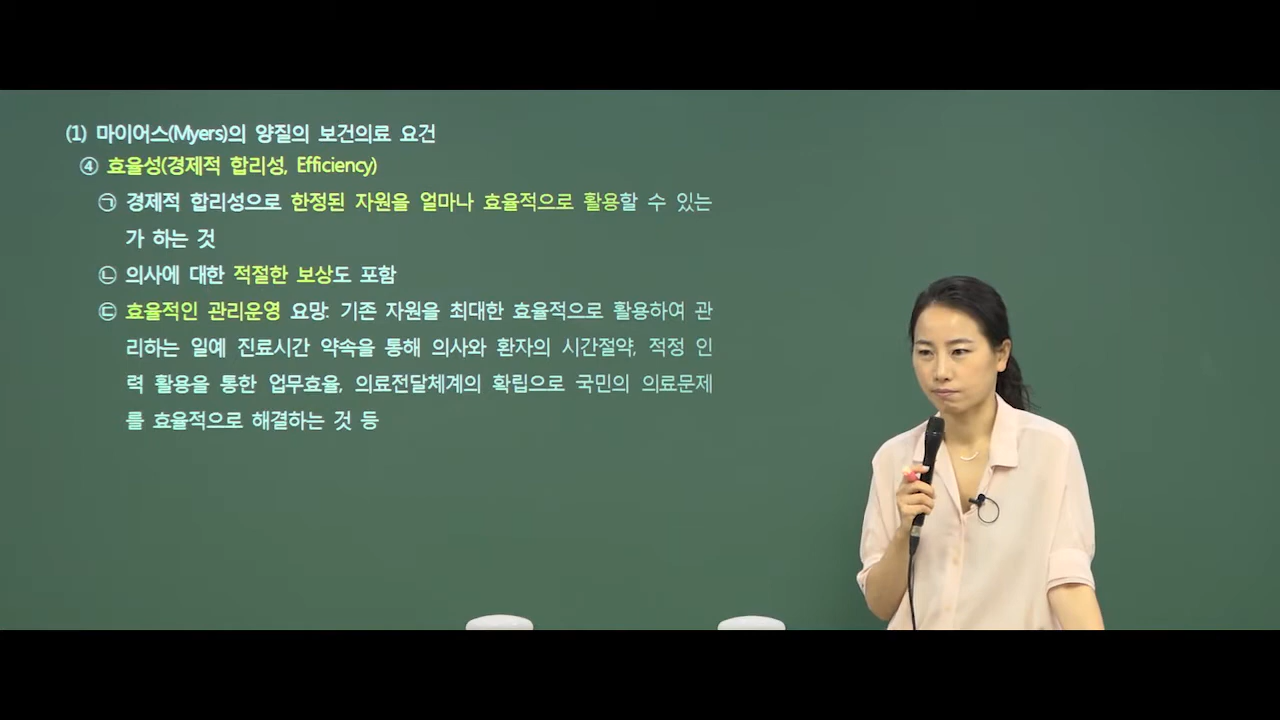 (1) 마이어스(Myers)의 양질의 보건의료 요건
④ 효율성(경제적 합리성, Efficiency)
㉠ 경제적 합리성으로 한정된 자원을 얼마나 효율적으로 활용할 수 있는
가 하는 것
㉡ 의사에 대한 적절한 보상도 포함
㉢ 효율적인 관리운영 요망: 기존 자원을 최대한 효율적으로 활용하여 관
리하는 일예 진료시간 약속을 통해 의사와 환자의 시간절약, 적정 인
력 활용을 통한 업무효율, 의료전달체계의 확립으로 국민의 의료문제
를 효율적으로 해결하는 것 등